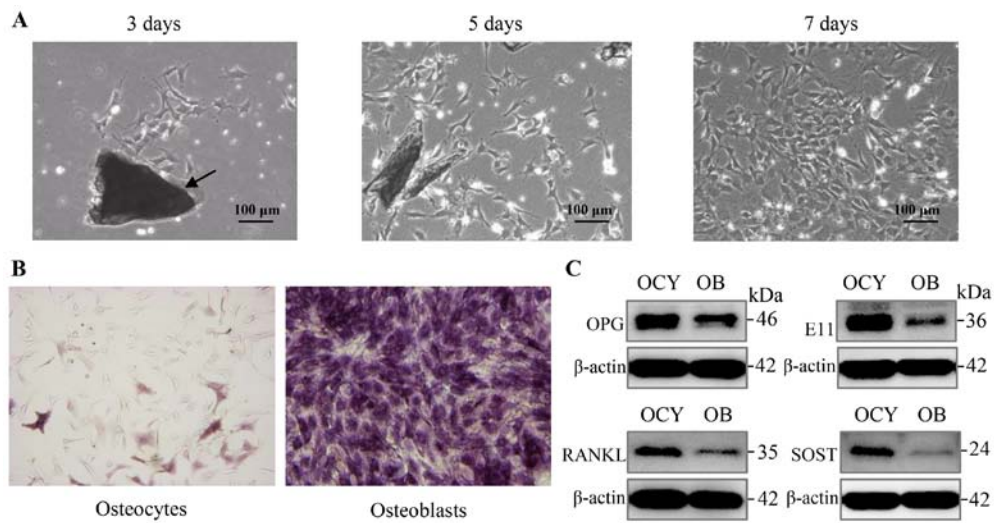 A
3 days
5 days
7 days
100 μm
100 μm
100 μm
B
Osteocytes
Osteoblasts
C
OCY OB
kDa
OPG -46
β-actin -42
OCY OB
kDa
E11 -36
β-actin -42
OCY OB
RANKL -35
β-actin -42
OCY OB
SOST -24
β-actin -42